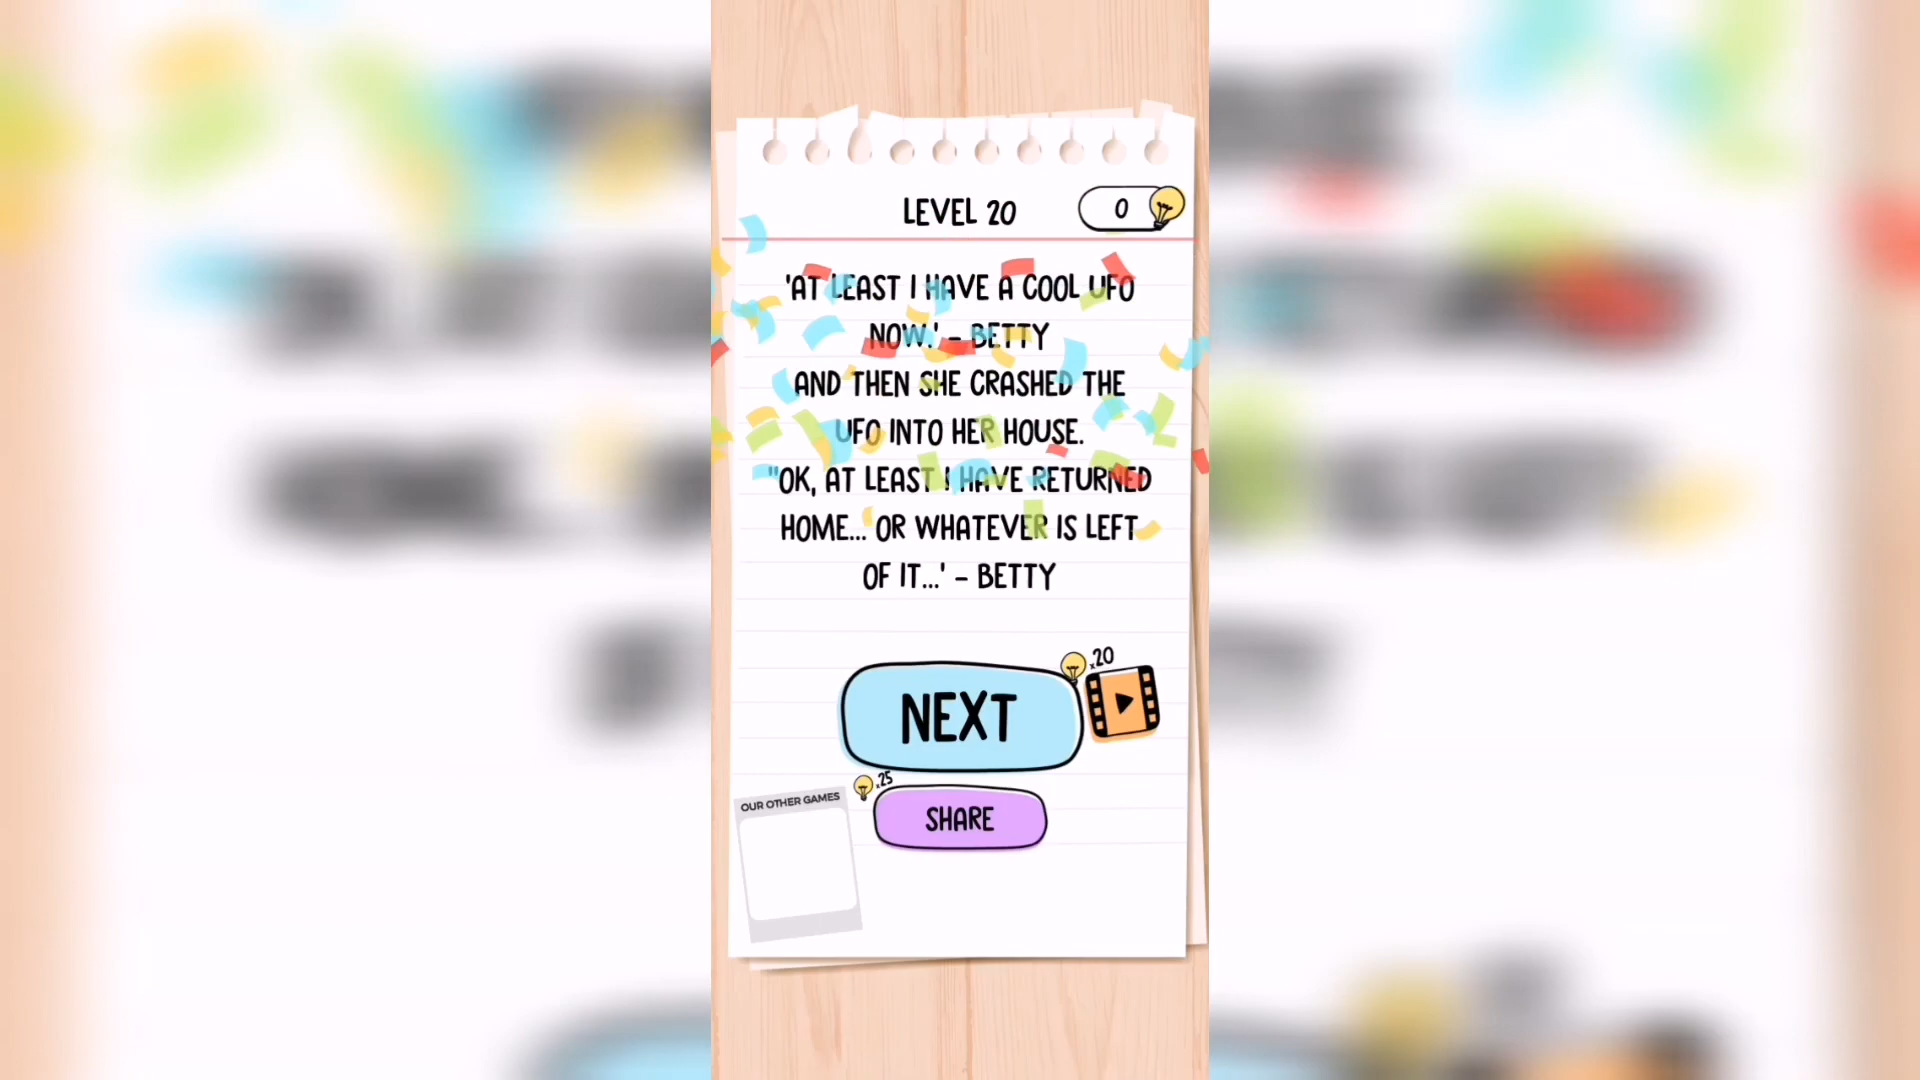 LEVEL 20
0
'AT LEAST I HAVE A COOL UFO
NOW.' - BETTY
AND THEN SHE CRASHED THE
UFO INTO HER HOUSE.
"OK, AT LEAST I HAVE RETURNED
HOME... OR WHATEVER IS LEFT
OF IT...' - BETTY
x20
NEXT
x25
OUR OTHER GAMES
SHARE